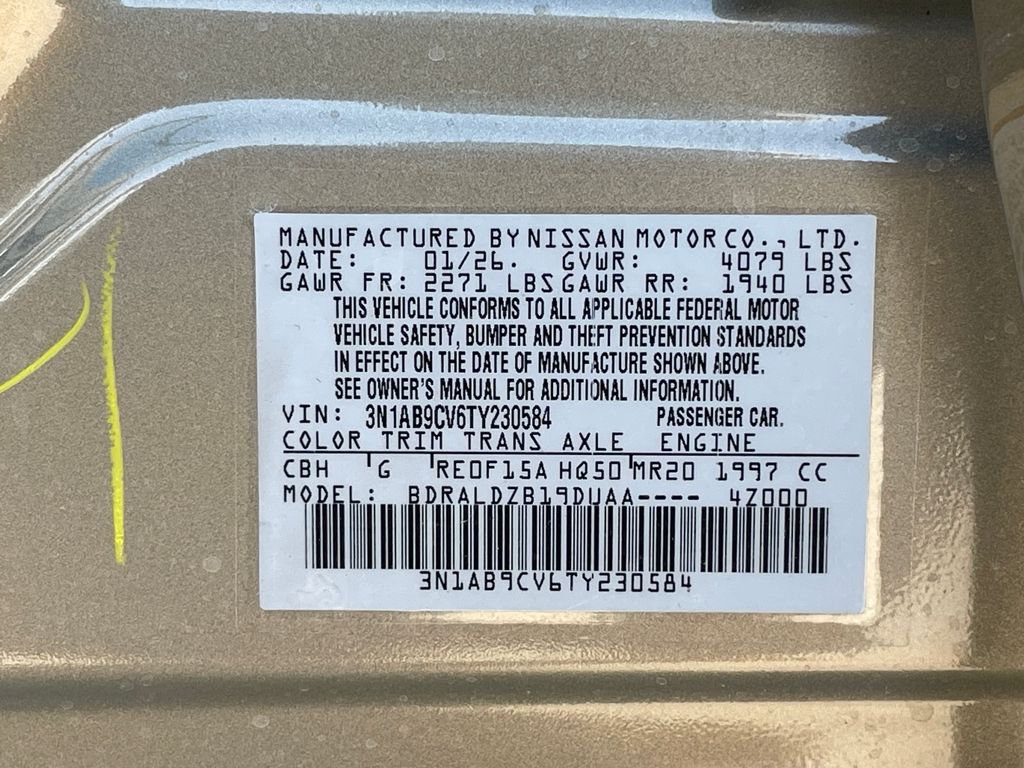 MANUFACTURED BY NISSAN MOTOR CO., LTD.
DATE: 01/26. GVWR: 4079 LBS
GAWR FR: 2271 LBS GAWR RR: 1940 LBS
THIS VEHICLE CONFORMS TO ALL APPLICABLE FEDERAL MOTOR
VEHICLE SAFETY, BUMPER AND THEFT PREVENTION STANDARDS
IN EFFECT ON THE DATE OF MANUFACTURE SHOWN ABOVE.
SEE OWNER'S MANUAL FOR ADDITIONAL INFORMATION.
VIN: 3N1AB9CV6TY230584 PASSENGER CAR.
COLOR TRIM TRANS AXLE ENGINE
CBH G RE0F15A HQ50 MR20 1997 CC
MODEL: BDRALDZB19DUAA---- 4Z000
3N1AB9CV6TY230584